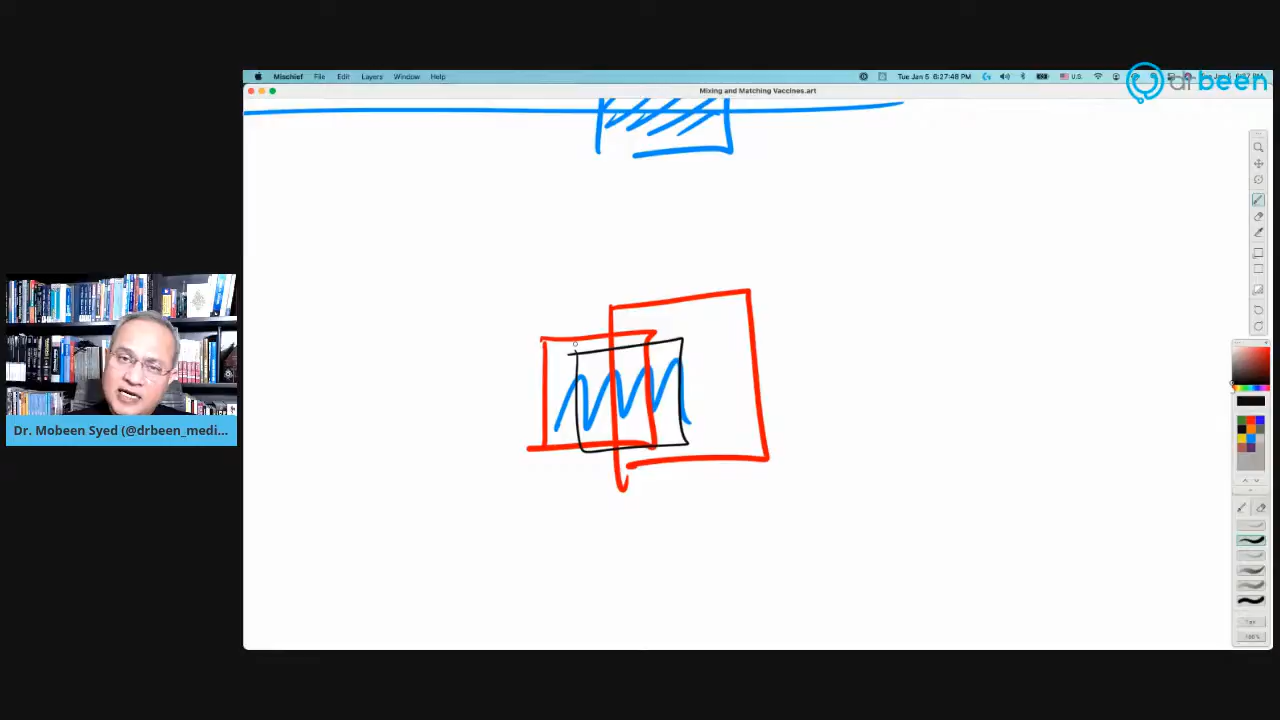 drbeen
Mischief File Edit Layers Window Help
U.S. Tue Jan 5 6:27:48 PM
Mixing and Matching Vaccines.art
Dr. Mobeen Syed (@drbeen_medi...
100%